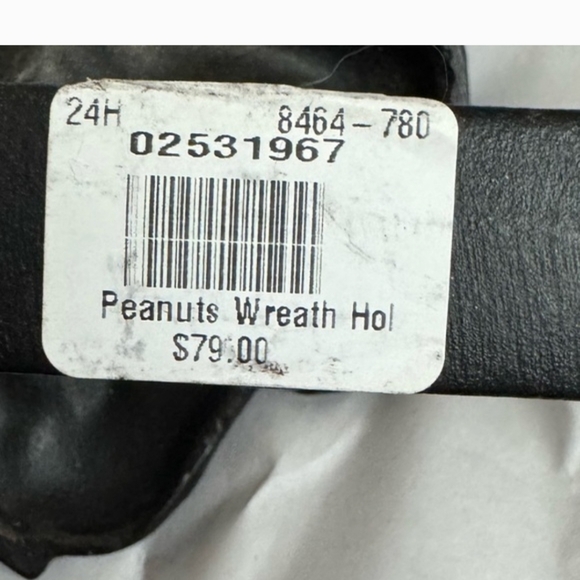 24H 8464-780
02531967
Peanuts Wreath Hol
$79.00